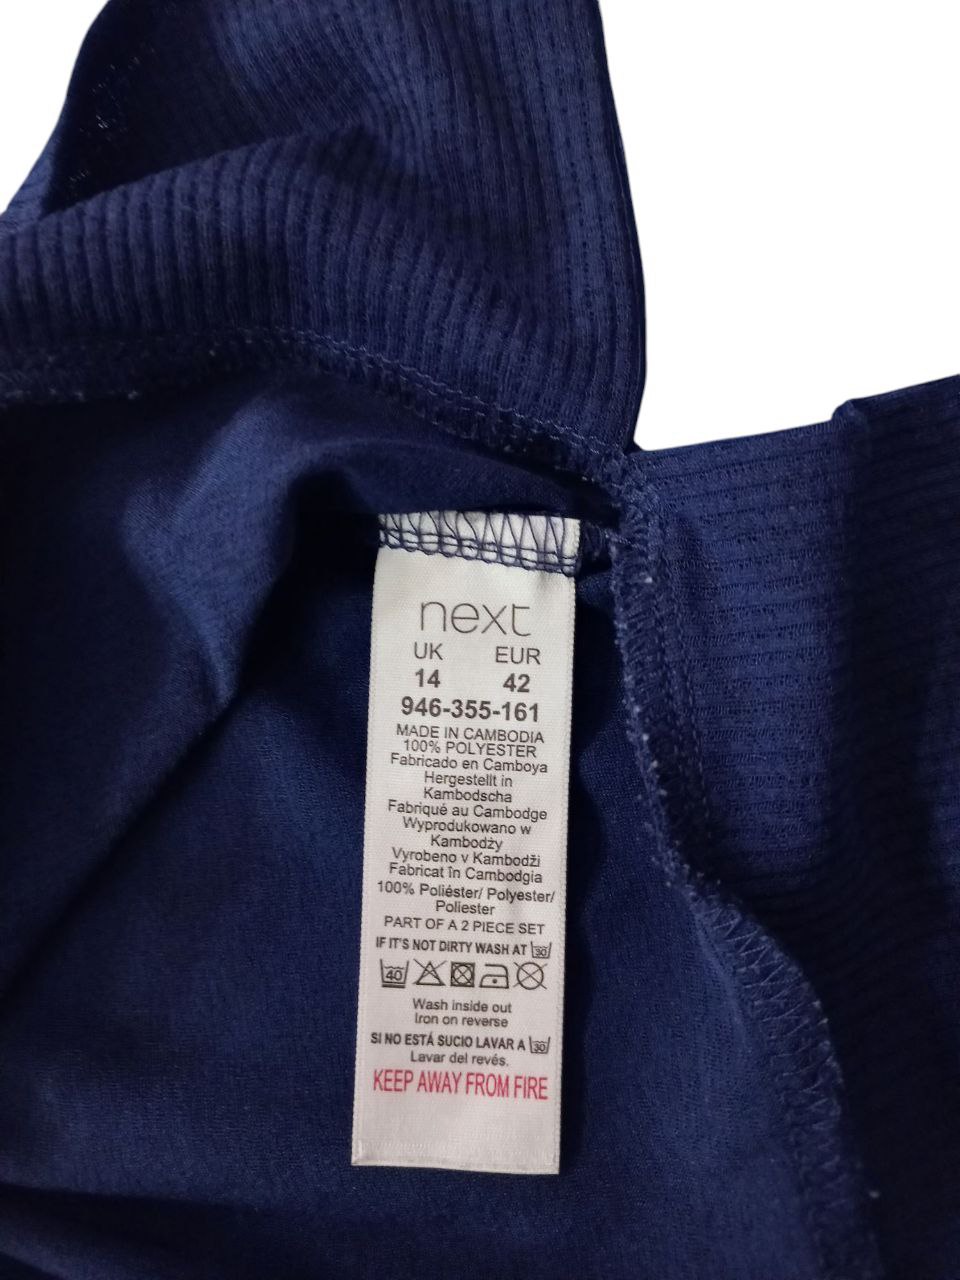 next
UK EUR
14 42
946-355-161
MADE IN CAMBODIA
100% POLYESTER
Fabricado en Camboya
Hergestellt in
Kambodscha
Fabriqué au Cambodge
Wyprodukowano w
Kambodży
Vyrobeno v Kambodži
Fabricat în Cambodgia
100% Poliéster/ Polyester/
Poliester
PART OF A 2 PIECE SET
IF IT'S NOT DIRTY WASH AT 30
40
Wash inside out
Iron on reverse
SI NO ESTÁ SUCIO LAVAR A 30
Lavar del revés.
KEEP AWAY FROM FIRE